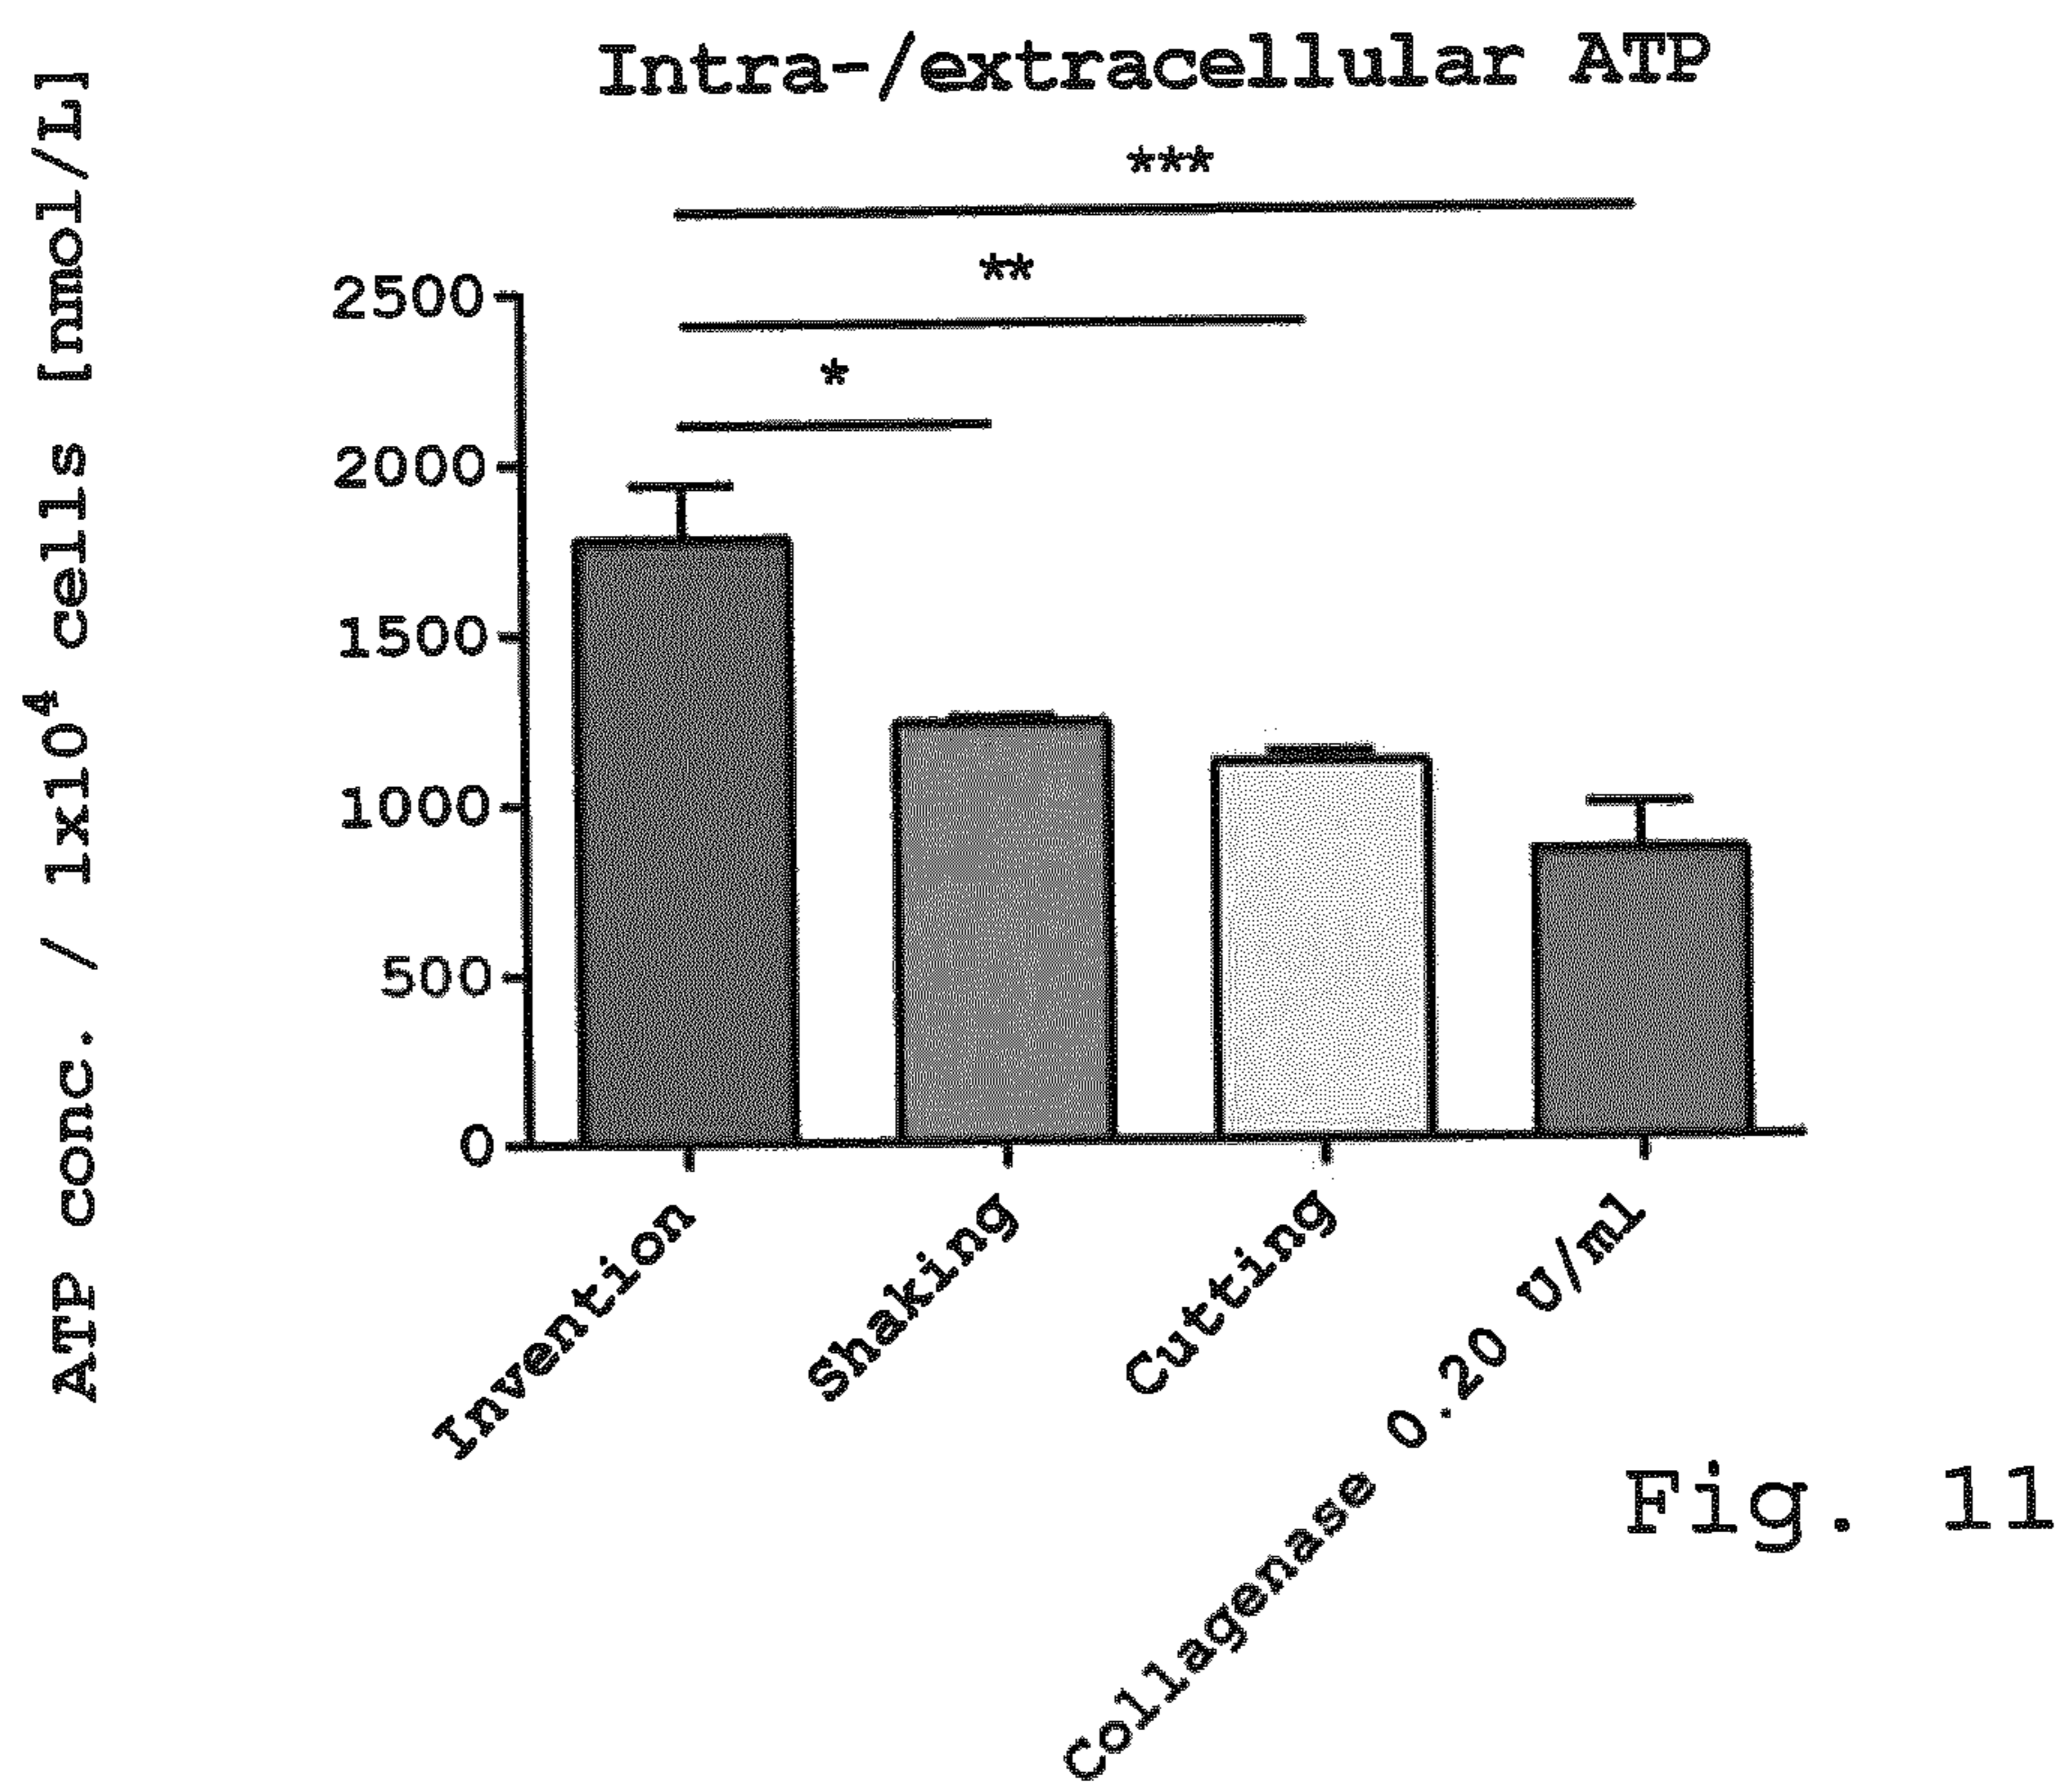 Intra-/extracellular ATP
ATP conc. / 1x10⁴ cells [nmol/L]
***
**
*
2500
2000
1500
1000
500
0
Invention
Shaking
Cutting
Collagenase 0.20 U/ml
Fig. 11